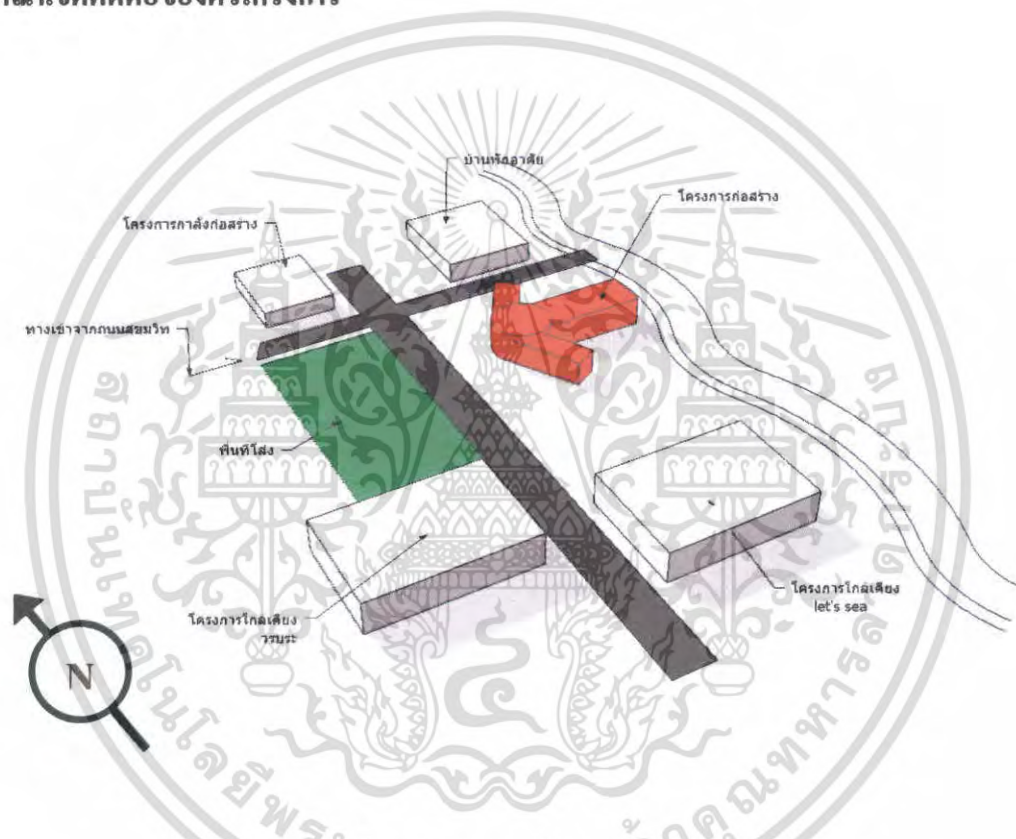 บ้านพักอาศัย
โครงการก่อสร้าง
โครงการกำลังก่อสร้าง
ทางเข้าจากถนนสุขุมวิท
พื้นที่โล่ง
โครงการใกล้เคียง
let's sea
โครงการใกล้เคียง
วรบุระ
N